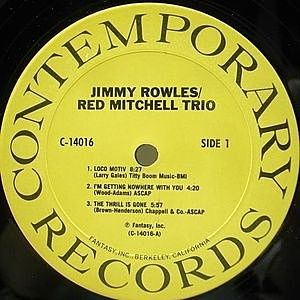 CONTEMPORARY RECORDS
JIMMY ROWLES/
RED MITCHELL TRIO
C-14016
SIDE 1
1. LOCO MOTIV 8:27
(Larry Gales) Titty Boom Music-BMI
2. I'M GETTING NOWHERE WITH YOU 4:20
(Wood-Adams) ASCAP
3. THE THRILL IS GONE 5:57
(Brown-Henderson) Chappell & Co.-ASCAP
℗ Fantasy, Inc.
(C-14016-A)
FANTASY, INC., BERKELEY, CALIFORNIA